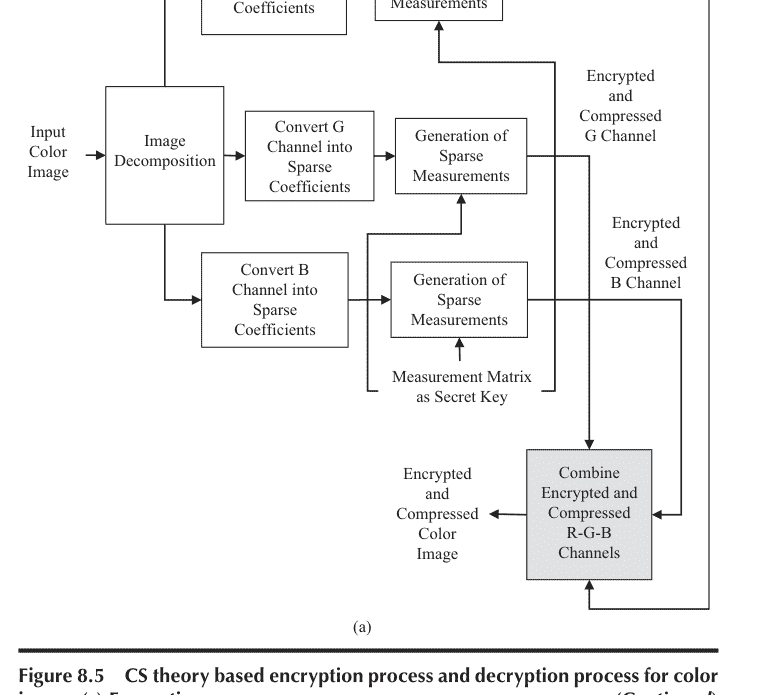 Coefficients
Measurements
Encrypted
and
Compressed
G Channel
Input
Color
Image
Image
Decomposition
Convert G
Channel into
Sparse
Coefficients
Generation of
Sparse
Measurements
Encrypted
and
Compressed
B Channel
Convert B
Channel into
Sparse
Coefficients
Generation of
Sparse
Measurements
Measurement Matrix
as Secret Key
Encrypted
and
Compressed
Color
Image
Combine
Encrypted and
Compressed
R-G-B
Channels
(a)
Figure 8.5 CS theory based encryption process and decryption process for color